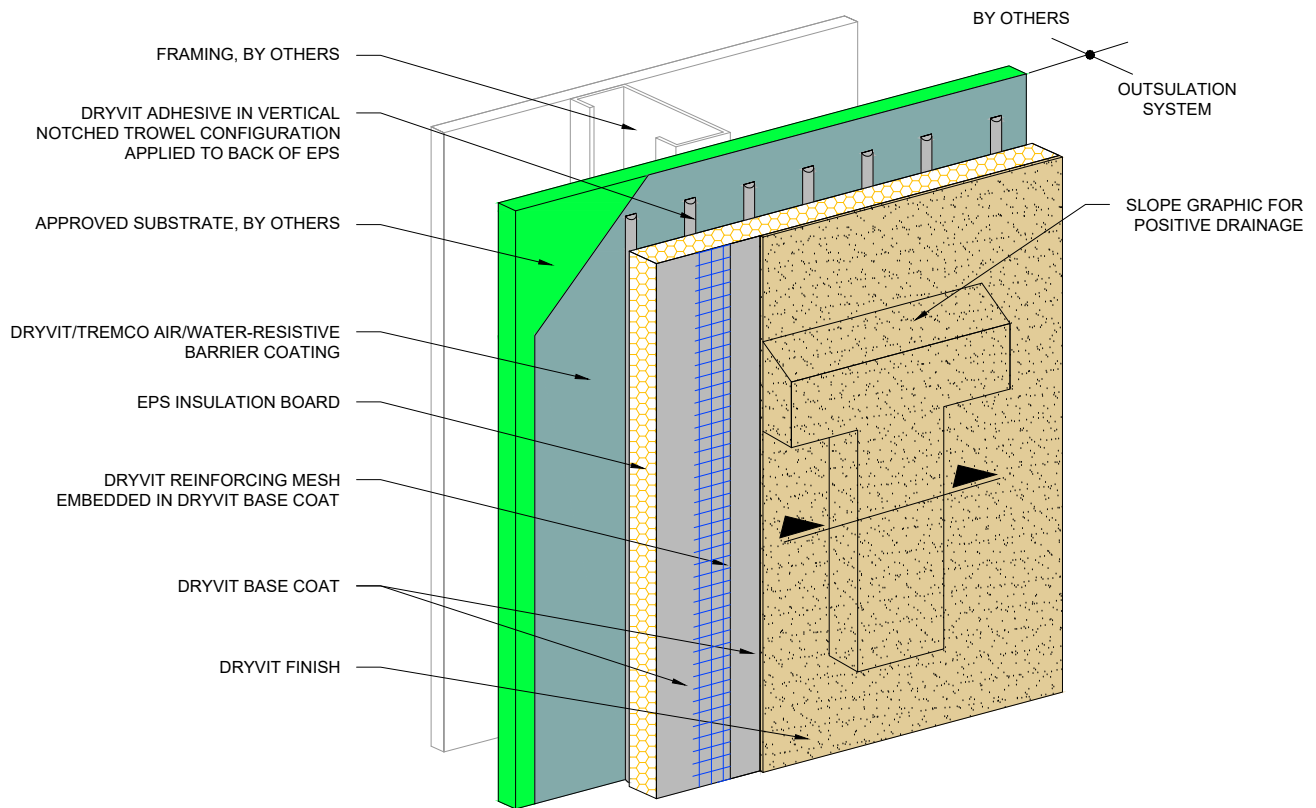 BY OTHERS
OUTSULATION
SYSTEM
FRAMING, BY OTHERS
DRYVIT ADHESIVE IN VERTICAL
NOTCHED TROWEL CONFIGURATION
APPLIED TO BACK OF EPS
APPROVED SUBSTRATE, BY OTHERS
SLOPE GRAPHIC FOR
POSITIVE DRAINAGE
DRYVIT/TREMCO AIR/WATER-RESISTIVE
BARRIER COATING
EPS INSULATION BOARD
DRYVIT REINFORCING MESH
EMBEDDED IN DRYVIT BASE COAT
DRYVIT BASE COAT
DRYVIT FINISH